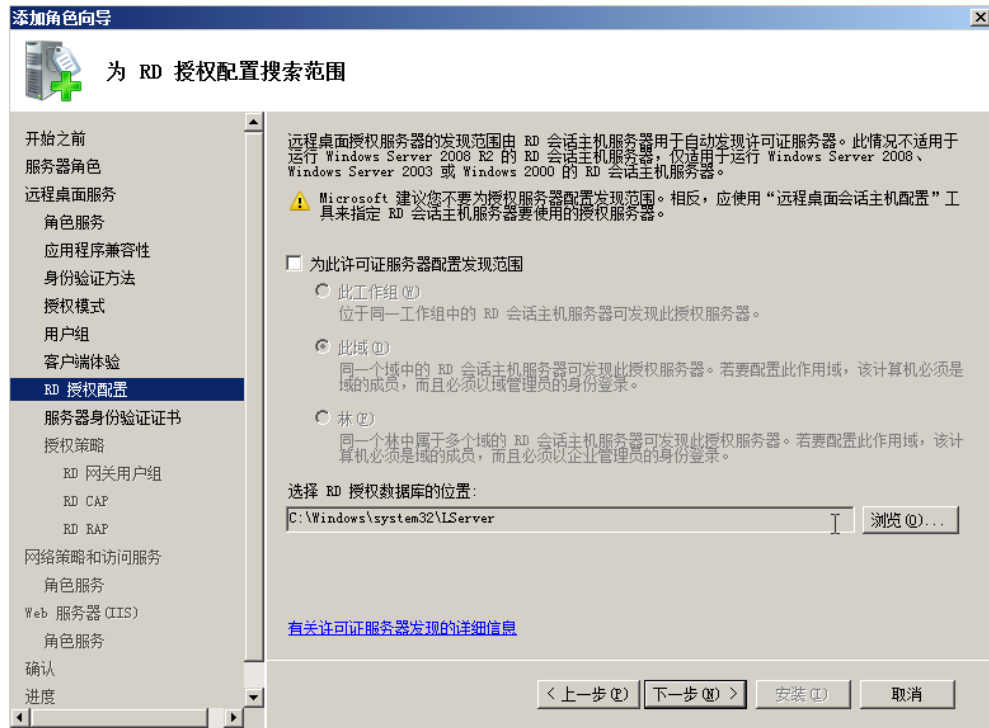 添加角色向导
为 RD 授权配置搜索范围
开始之前
服务器角色
远程桌面服务
角色服务
应用程序兼容性
身份验证方法
授权模式
用户组
客户端体验
RD 授权配置
服务器身份验证证书
授权策略
RD 网关用户组
RD CAP
RD RAP
网络策略和访问服务
角色服务
Web 服务器(IIS)
角色服务
确认
进度
远程桌面授权服务器的发现范围由 RD 会话主机服务器用于自动发现许可证服务器。此情况不适用于
运行 Windows Server 2008 R2 的 RD 会话主机服务器，仅适用于运行 Windows Server 2008、
Windows Server 2003 或 Windows 2000 的 RD 会话主机服务器。
Microsoft 建议您不要为授权服务器配置发现范围。相反，应使用“远程桌面会话主机配置”工
具来指定 RD 会话主机服务器要使用的授权服务器。
为此许可证服务器配置发现范围
此工作组(W)
位于同一工作组中的 RD 会话主机服务器可发现此授权服务器。
此域(D)
同一个域中的 RD 会话主机服务器可发现此授权服务器。若要配置此作用域，该计算机必须是
域的成员，而且必须以域管理员的身份登录。
林(F)
同一个林中属于多个域的 RD 会话主机服务器可发现此授权服务器。若要配置此作用域，该计
算机必须是域的成员，而且必须以企业管理员的身份登录。
选择 RD 授权数据库的位置:
C:\Windows\system32\LServer
浏览(O)...
有关许可证服务器发现的详细信息
< 上一步(P)
下一步(N) >
安装(I)
取消